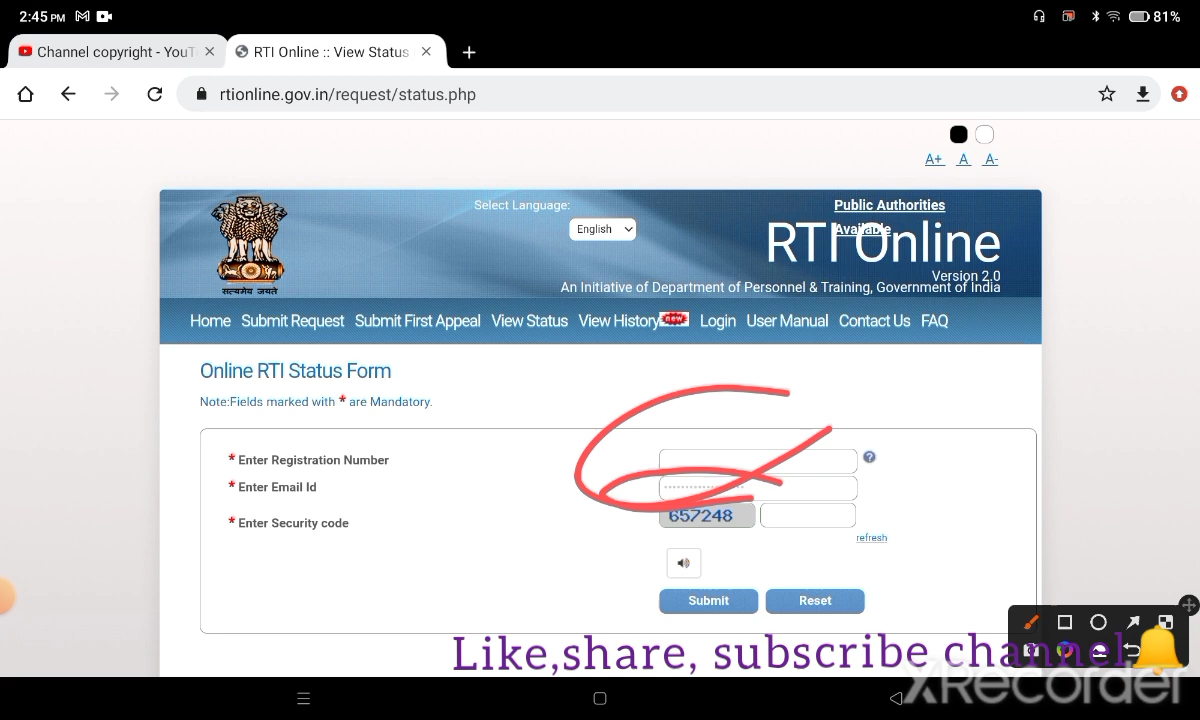 2:45 PM
81%
Channel copyright - YouT
RTI Online :: View Status
rtionline.gov.in/request/status.php
A+ A A-
Select Language:
English
Public Authorities
Available
RTI Online
Version 2.0
An Initiative of Department of Personnel & Training, Government of India
सत्यमेव जयते
Home Submit Request Submit First Appeal View Status View History new Login User Manual Contact Us FAQ
Online RTI Status Form
Note:Fields marked with * are Mandatory.
* Enter Registration Number
?
* Enter Email Id
* Enter Security code
657248
refresh
Submit
Reset
Like,share, subscribe channel
XRecorder